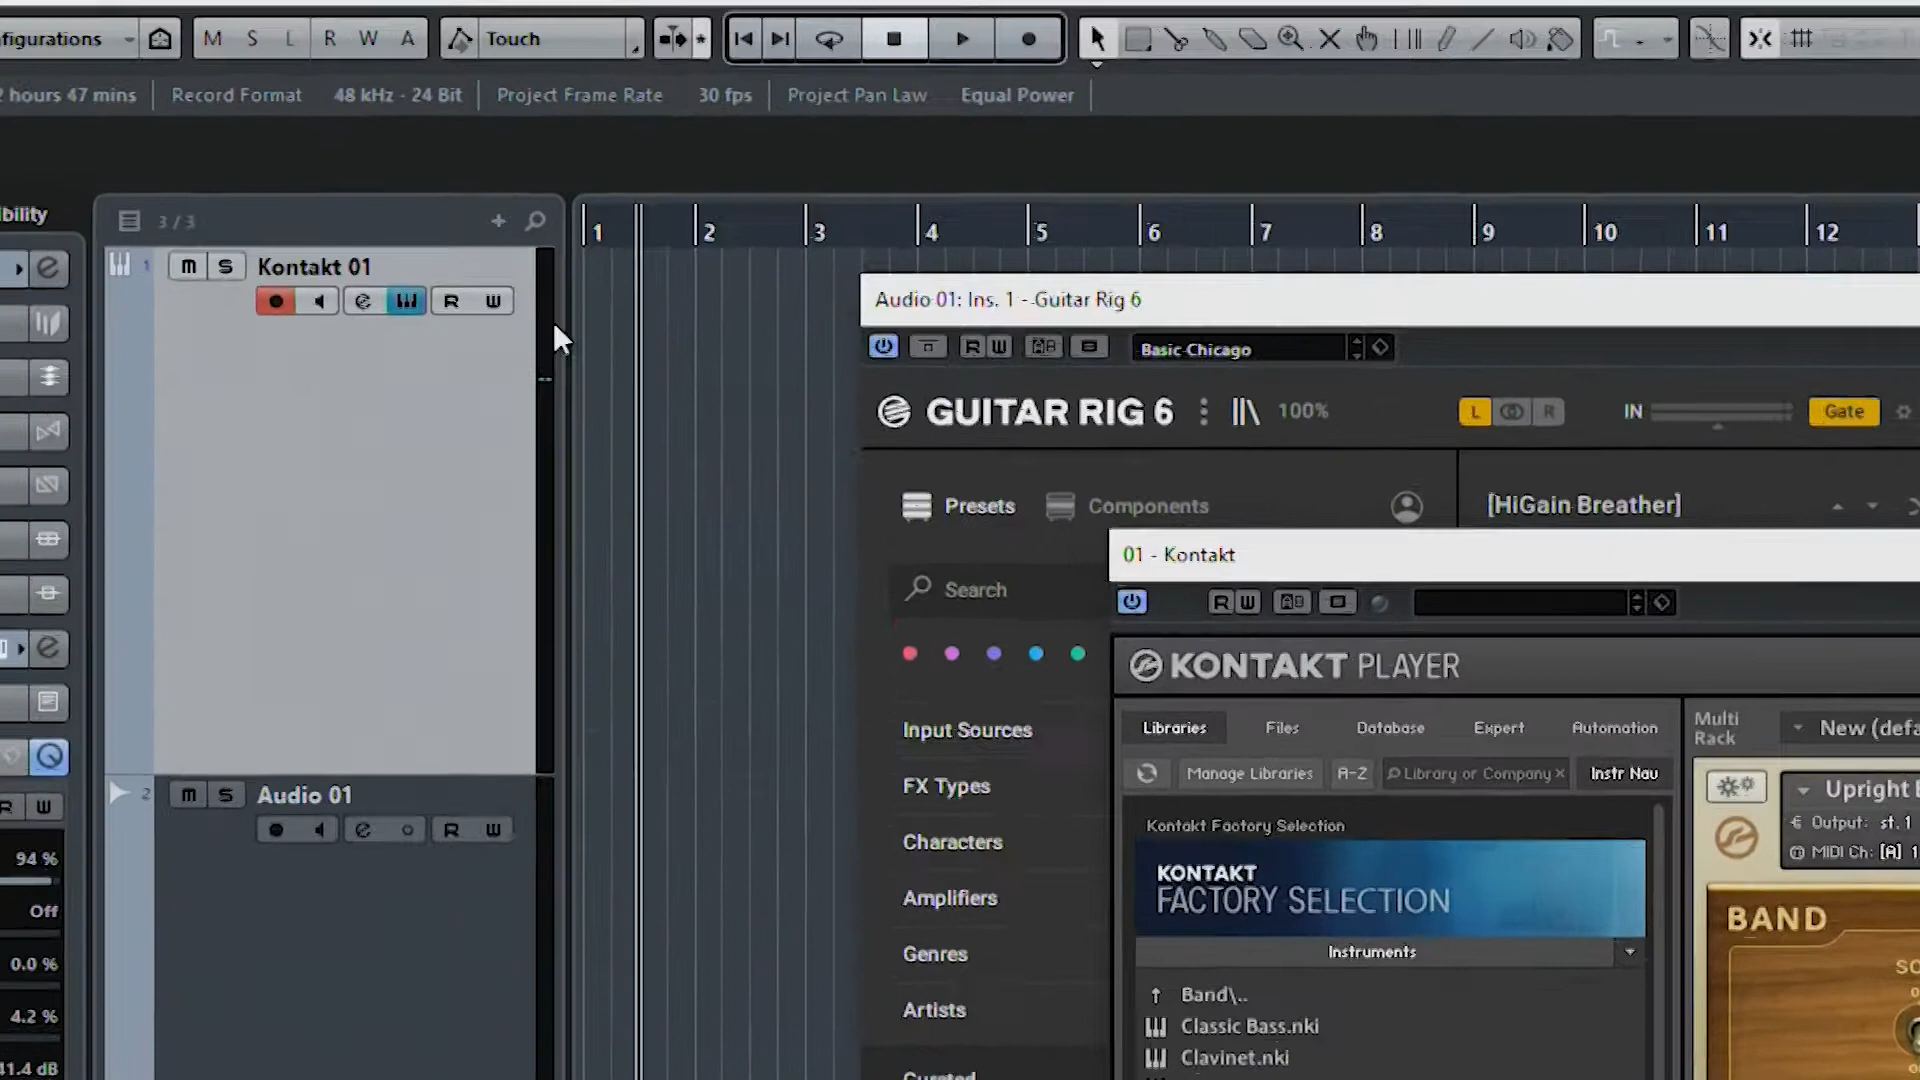 figurations
M S L R W A
Touch
2 hours 47 mins
Record Format
48 kHz - 24 Bit
Project Frame Rate
30 fps
Project Pan Law
Equal Power
ibility
3 / 3
1 2 3 4 5 6 7 8 9 10 11 12
1 m S Kontakt 01
R W
Audio 01: Ins. 1 - Guitar Rig 6
R W
Basic Chicago
GUITAR RIG 6
100%
L R
IN
Gate
Presets
Components
[HiGain Breather]
01 - Kontakt
Search
R W
KONTAKT PLAYER
Input Sources
FX Types
Characters
Amplifiers
Genres
Artists
Libraries
Files
Database
Expert
Automation
Multi
Rack
New (defa
Manage Libraries
A-Z
Library or Company
Instr Nav
Kontakt Factory Selection
KONTAKT
FACTORY SELECTION
Instruments
Band\..
Classic Bass.nki
Clavinet.nki
Upright B
Output: st. 1
MIDI Ch: [A] 1
BAND
2 m S Audio 01
R W
R W
94 %
Off
0.0 %
4.2 %
41.4 dB